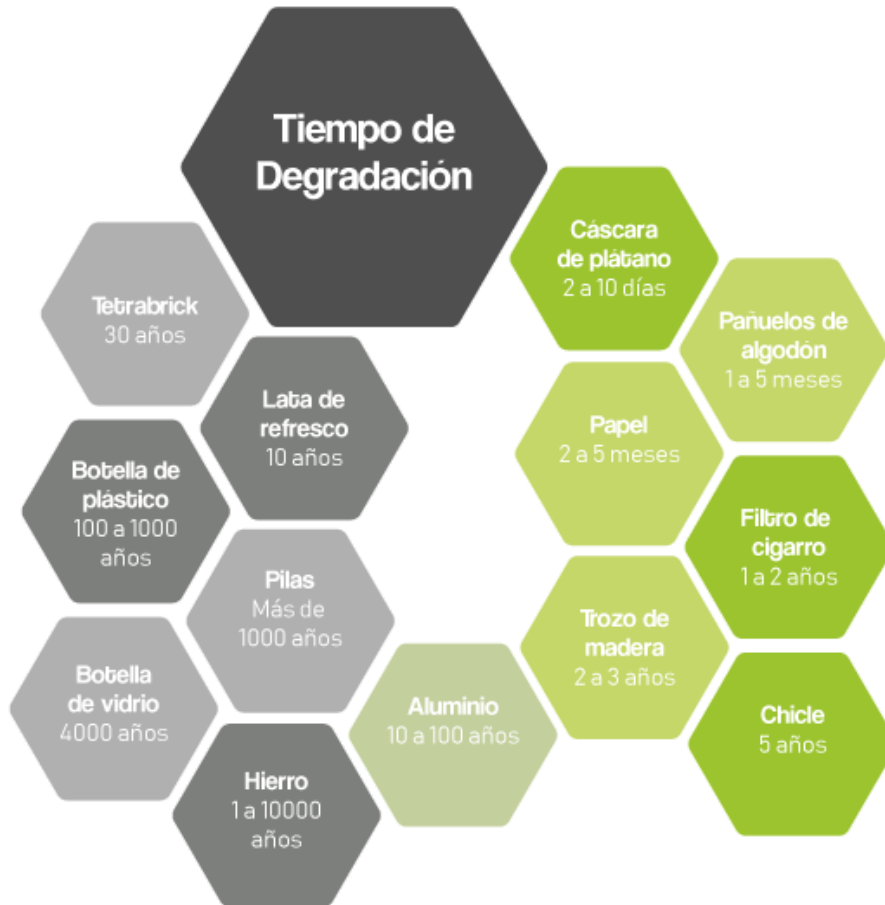 Tiempo de
Degradación
Cáscara
de plátano
2 a 10 días
Pañuelos de
algodón
1 a 5 meses
Tetrabrick
30 años
Lata de
refresco
10 años
Papel
2 a 5 meses
Botella de
plástico
100 a 1000
años
Filtro de
cigarro
1 a 2 años
Pilas
Más de
1000 años
Trozo de
madera
2 a 3 años
Botella
de vidrio
4000 años
Aluminio
10 a 100 años
Chicle
5 años
Hierro
1 a 10000
años